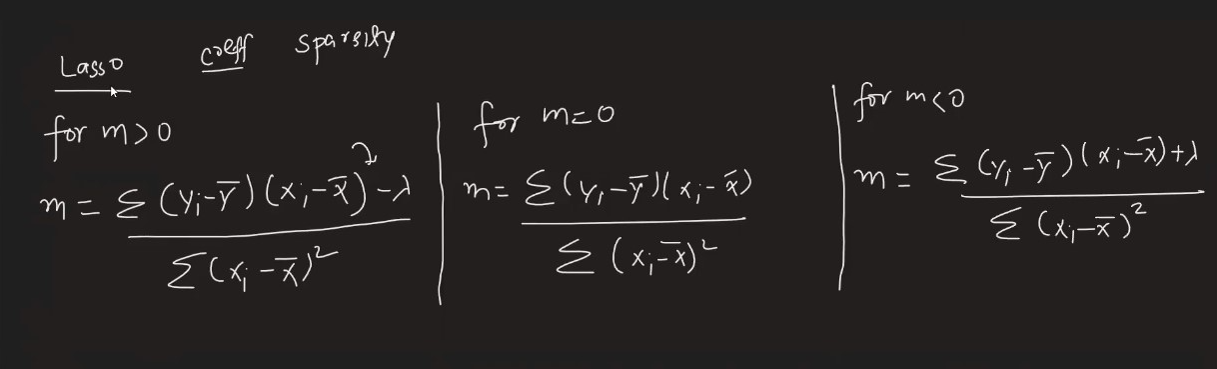 Lasso coeff sparsity
for m>0
m = Σ (yᵢ-ȳ)(xᵢ-x̄) -λ
Σ(xᵢ-x̄)²
for m=0
m= Σ(yᵢ-ȳ)(xᵢ-x̄)
Σ (xᵢ-x̄)²
for m<0
m = Σ (yᵢ-ȳ)(xᵢ-x̄)+λ
Σ (xᵢ-x̄)²